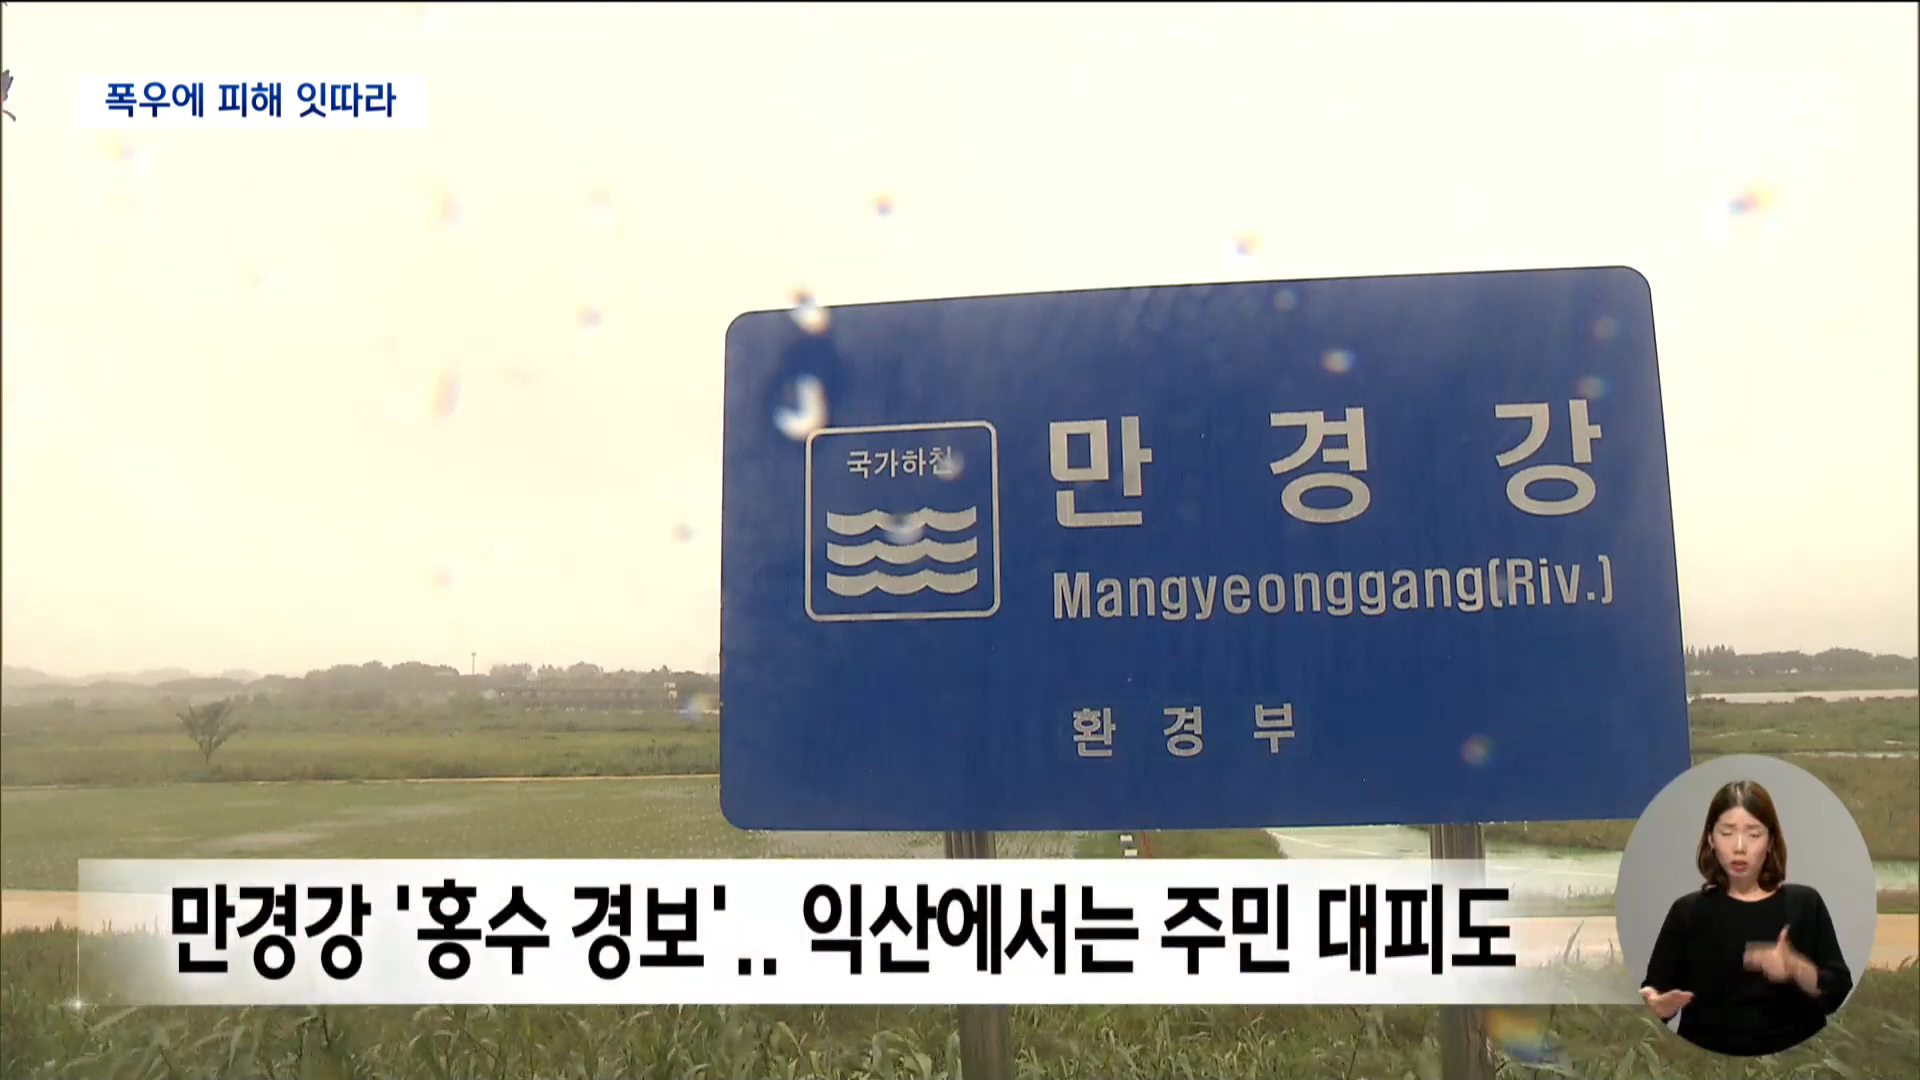 폭우에 피해 잇따라
국가하천
만경강
Mangyeonggang(Riv.)
환경부
만경강 '홍수 경보'.. 익산에서는 주민 대피도